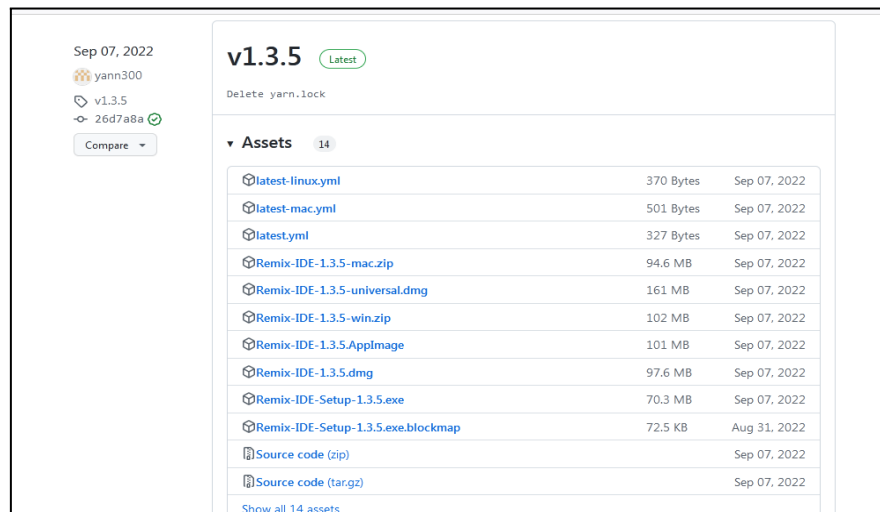 Sep 07, 2022
yann300
v1.3.5
26d7a8a
Compare
v1.3.5 Latest
Delete yarn.lock
Assets 14
latest-linux.yml 370 Bytes Sep 07, 2022
latest-mac.yml 501 Bytes Sep 07, 2022
latest.yml 327 Bytes Sep 07, 2022
Remix-IDE-1.3.5-mac.zip 94.6 MB Sep 07, 2022
Remix-IDE-1.3.5-universal.dmg 161 MB Sep 07, 2022
Remix-IDE-1.3.5-win.zip 102 MB Sep 07, 2022
Remix-IDE-1.3.5.AppImage 101 MB Sep 07, 2022
Remix-IDE-1.3.5.dmg 97.6 MB Sep 07, 2022
Remix-IDE-Setup-1.3.5.exe 70.3 MB Sep 07, 2022
Remix-IDE-Setup-1.3.5.exe.blockmap 72.5 KB Aug 31, 2022
Source code (zip) Sep 07, 2022
Source code (tar.gz) Sep 07, 2022
Show all 14 assets